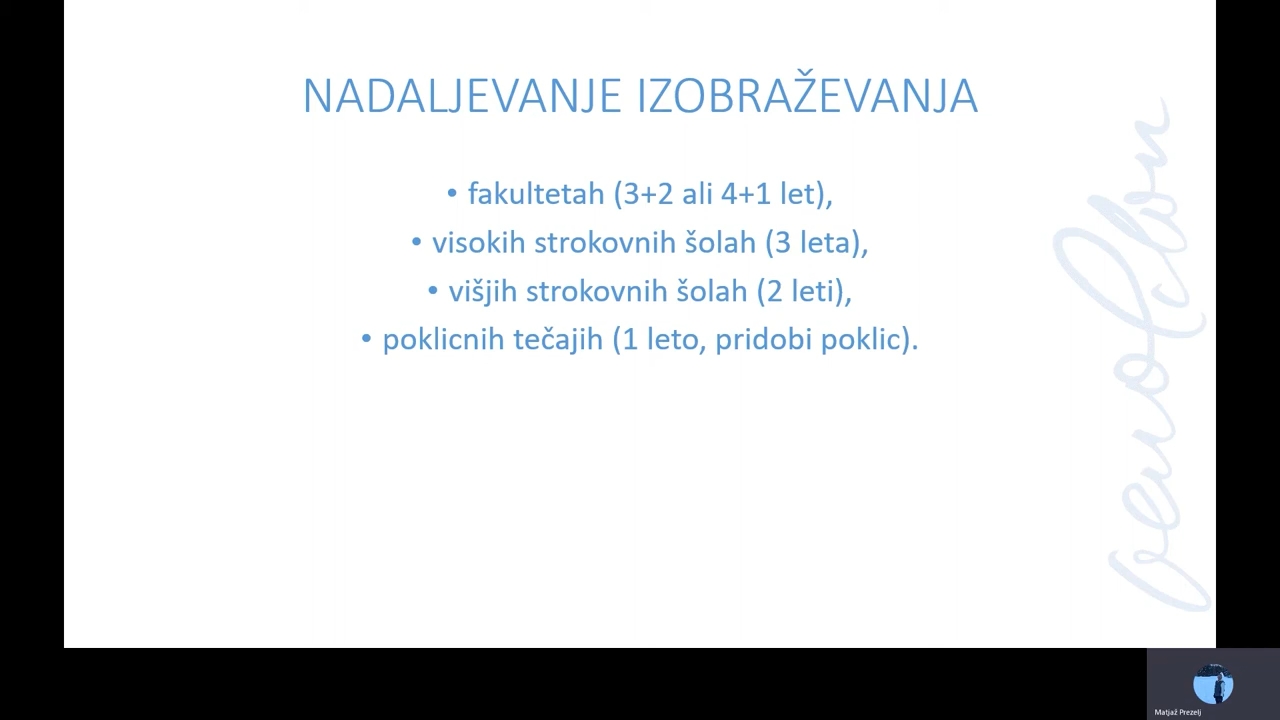 NADALJEVANJE IZOBRAŽEVANJA
• fakultetah (3+2 ali 4+1 let),
• visokih strokovnih šolah (3 leta),
• višjih strokovnih šolah (2 leti),
• poklicnih tečajih (1 leto, pridobi poklic).
Matjaž Prezelj